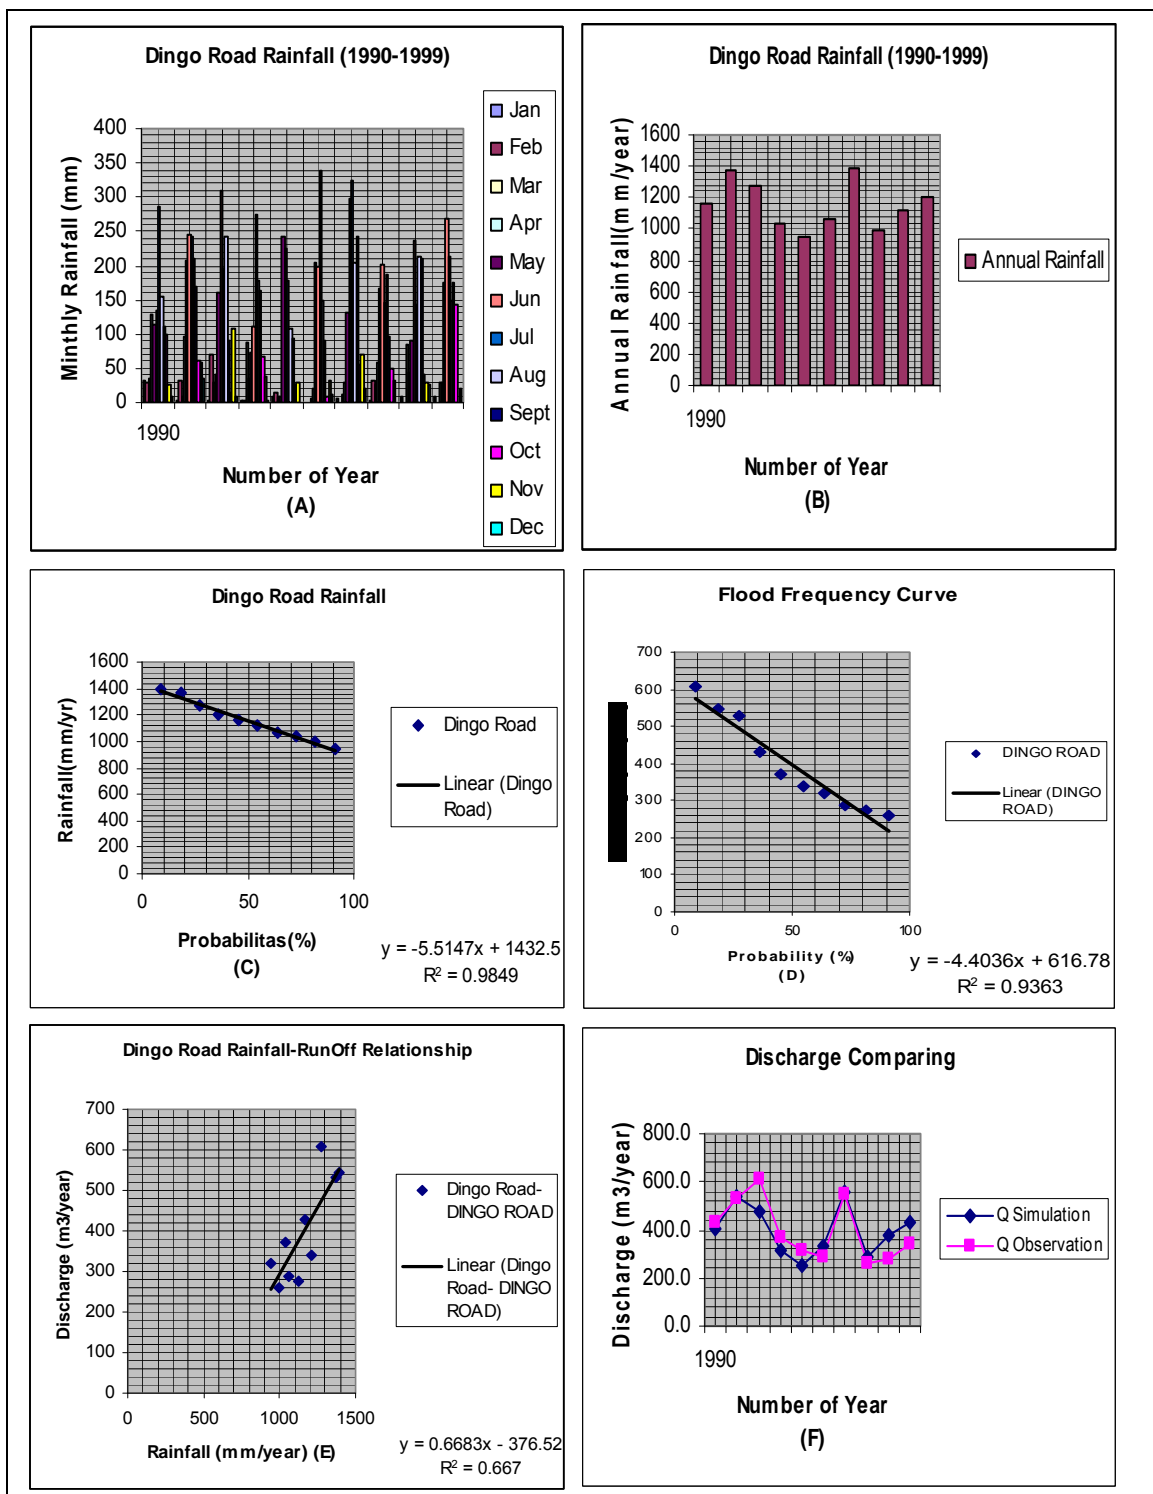 Dingo Road Rainfall (1990-1999)
400
350
300
250
200
150
100
50
0
Minthly Rainfall (mm)
1990
Number of Year
(A)
Jan
Feb
Mar
Apr
May
Jun
Jul
Aug
Sept
Oct
Nov
Dec
Dingo Road Rainfall (1990-1999)
1600
1400
1200
1000
800
600
400
200
0
Annual Rainfall(mm/year)
1990
Number of Year
(B)
Annual Rainfall
Dingo Road Rainfall
1600
1400
1200
1000
800
600
400
200
0
Rainfall(mm/yr)
0 50 100
Probabilitas(%)
(C)
Dingo Road
Linear (Dingo
Road)
y = -5.5147x + 1432.5
R² = 0.9849
Flood Frequency Curve
700
600
500
400
300
200
100
0
0 50 100
Probability (%)
(D)
DINGO ROAD
Linear (DINGO
ROAD)
y = -4.4036x + 616.78
R² = 0.9363
Dingo Road Rainfall-RunOff Relationship
700
600
500
400
300
200
100
0
Discharge (m3/year)
0 500 1000 1500
Rainfall (mm/year) (E)
Dingo Road-
DINGO ROAD
Linear (Dingo
Road- DINGO
ROAD)
y = 0.6683x - 376.52
R² = 0.667
Discharge Comparing
800.0
600.0
400.0
200.0
0.0
Discharge (m3/year)
1990
Number of Year
(F)
Q Simulation
Q Observation